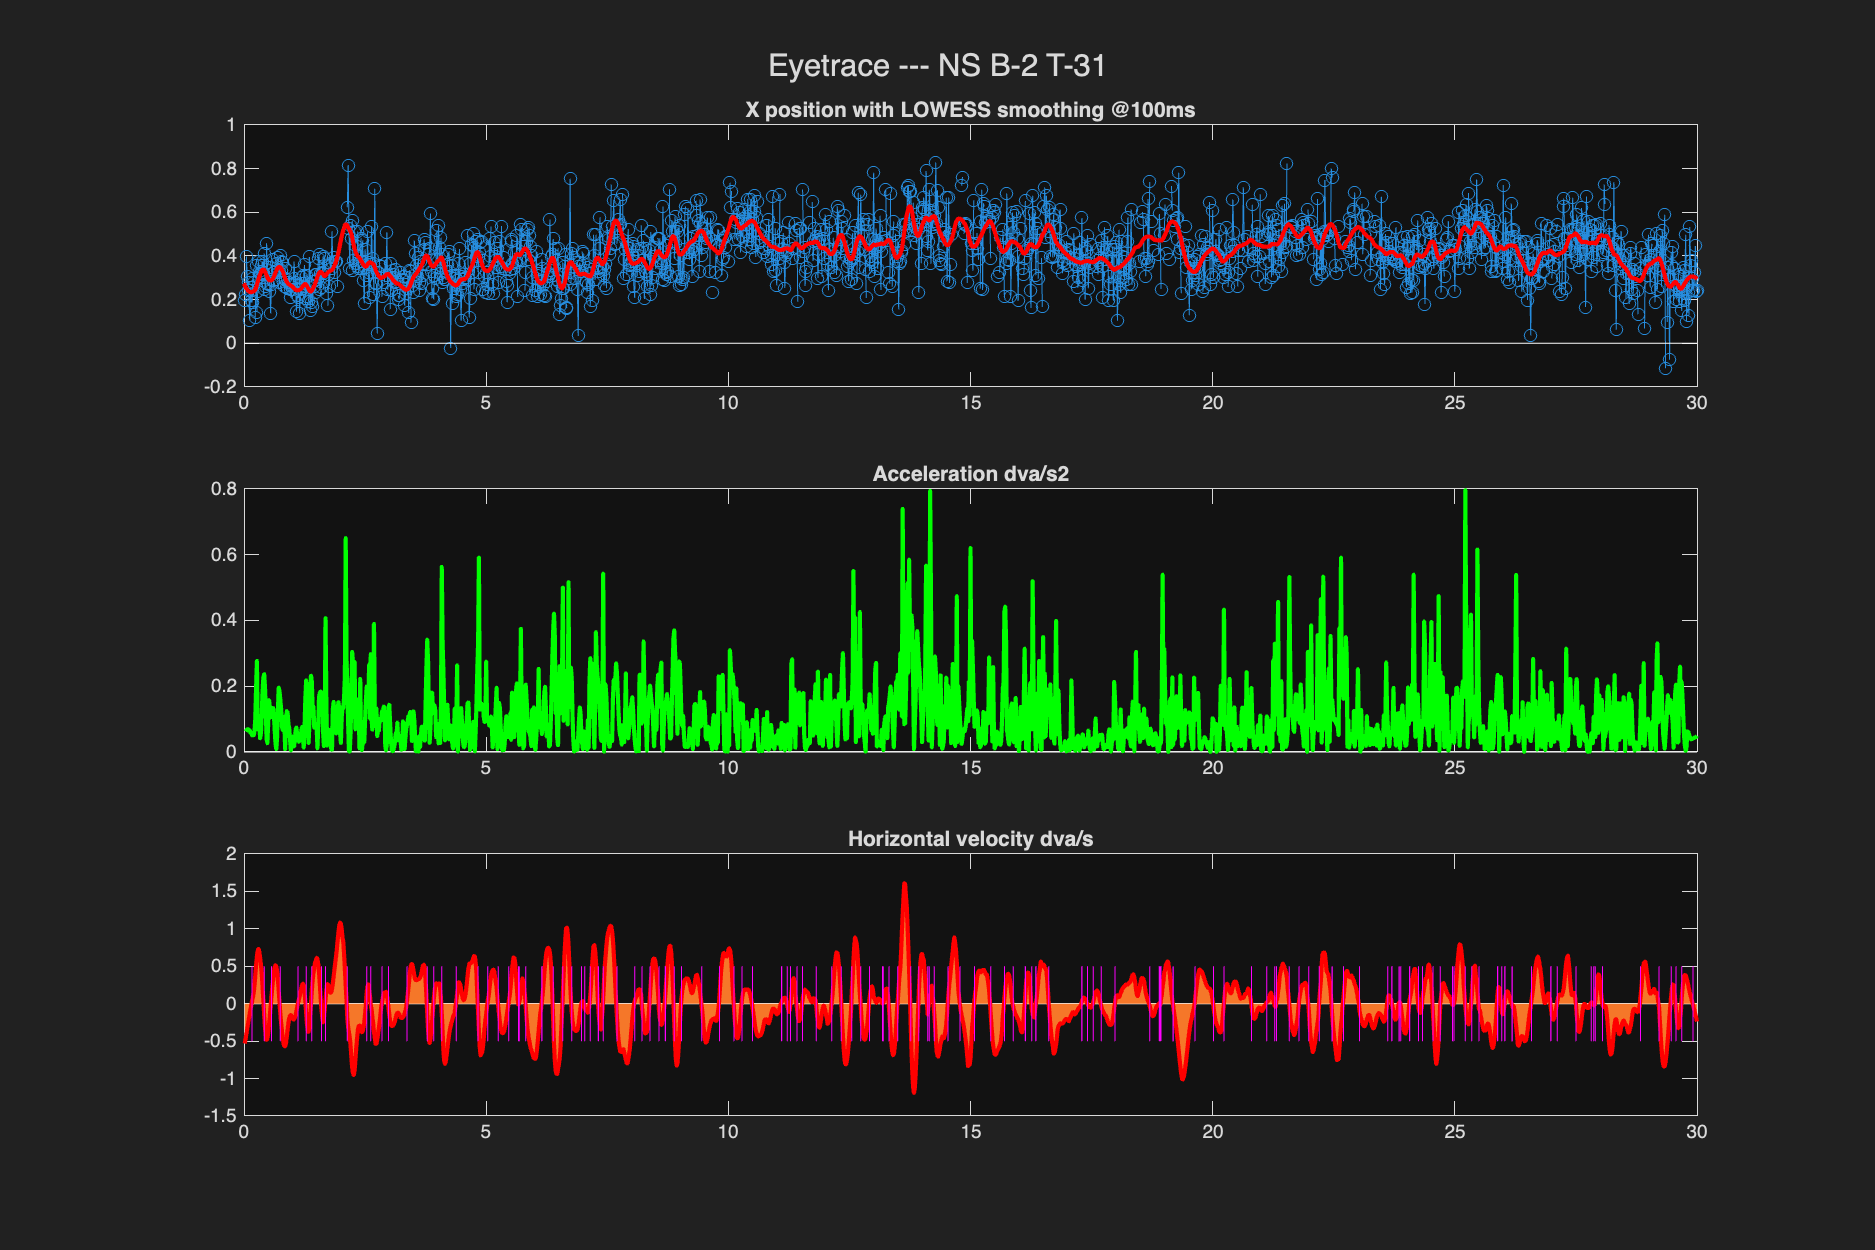 Eyetrace --- NS B-2 T-31
X position with LOWESS smoothing @100ms
1
0.8
0.6
0.4
0.2
0
-0.2
0 5 10 15 20 25 30
Acceleration dva/s2
0.8
0.6
0.4
0.2
0
0 5 10 15 20 25 30
Horizontal velocity dva/s
2
1.5
1
0.5
0
-0.5
-1
-1.5
0 5 10 15 20 25 30